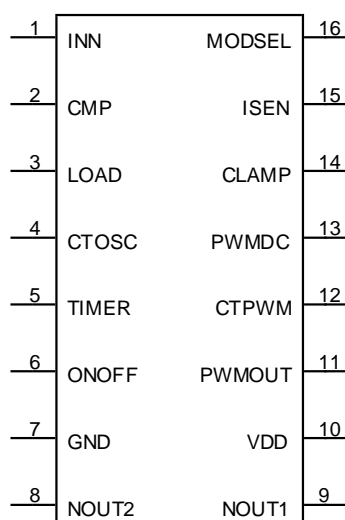 1 INN MODSEL 16
2 CMP ISEN 15
3 LOAD CLAMP 14
4 CTOSC PWMDC 13
5 TIMER CTPWM 12
6 ONOFF PWMOUT 11
7 GND VDD 10
8 NOUT2 NOUT1 9